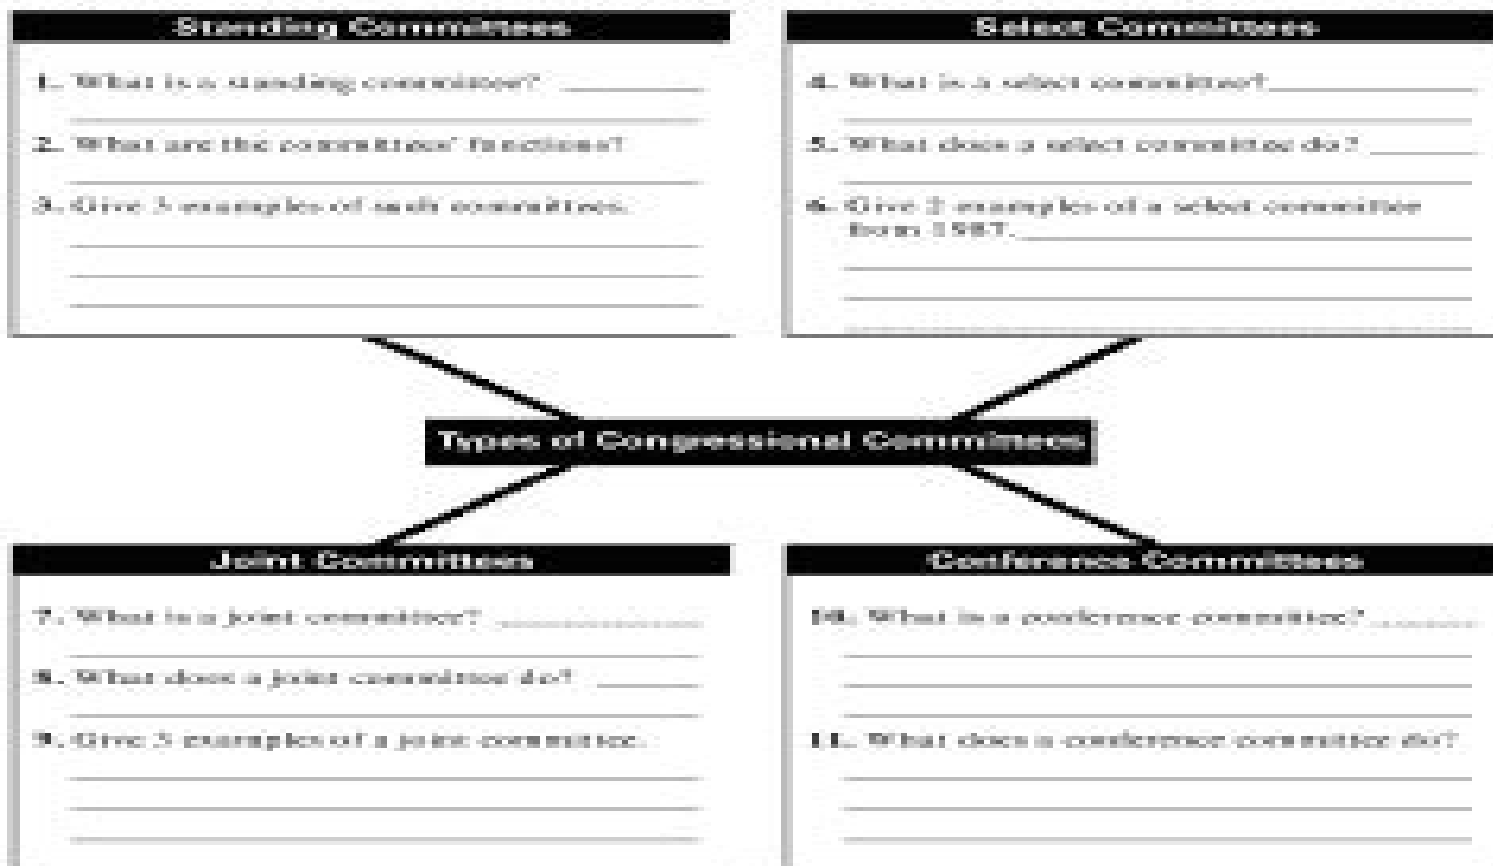 Standing Committees
1. What is a standing committee?
2. What are the committees' functions?
3. Give 3 examples of such committees.
Select Committees
4. What is a select committee?
5. What does a select committee do?
6. Give 2 examples of a select committee
from 1987.
Types of Congressional Committees
Joint Committees
7. What is a joint committee?
8. What does a joint committee do?
9. Give 3 examples of a joint committee.
Conference Committees
10. What is a conference committee?
11. What does a conference committee do?